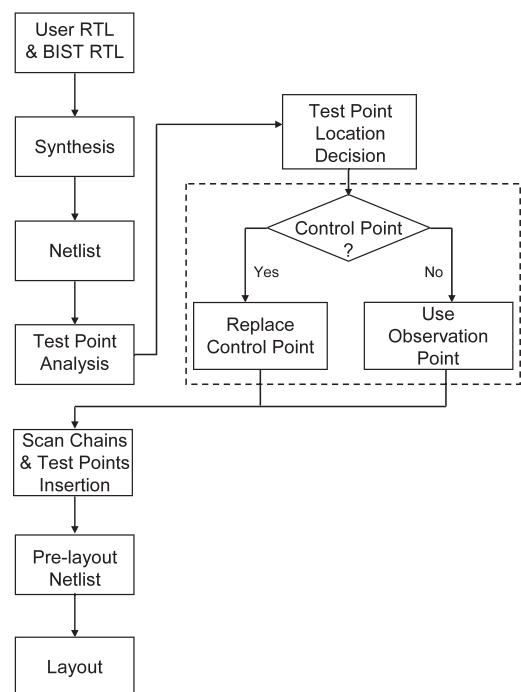 User RTL
& BIST RTL
Synthesis
Netlist
Test Point
Analysis
Test Point
Location
Decision
Control Point
?
Yes
No
Replace
Control Point
Use
Observation
Point
Scan Chains
& Test Points
Insertion
Pre-layout
Netlist
Layout